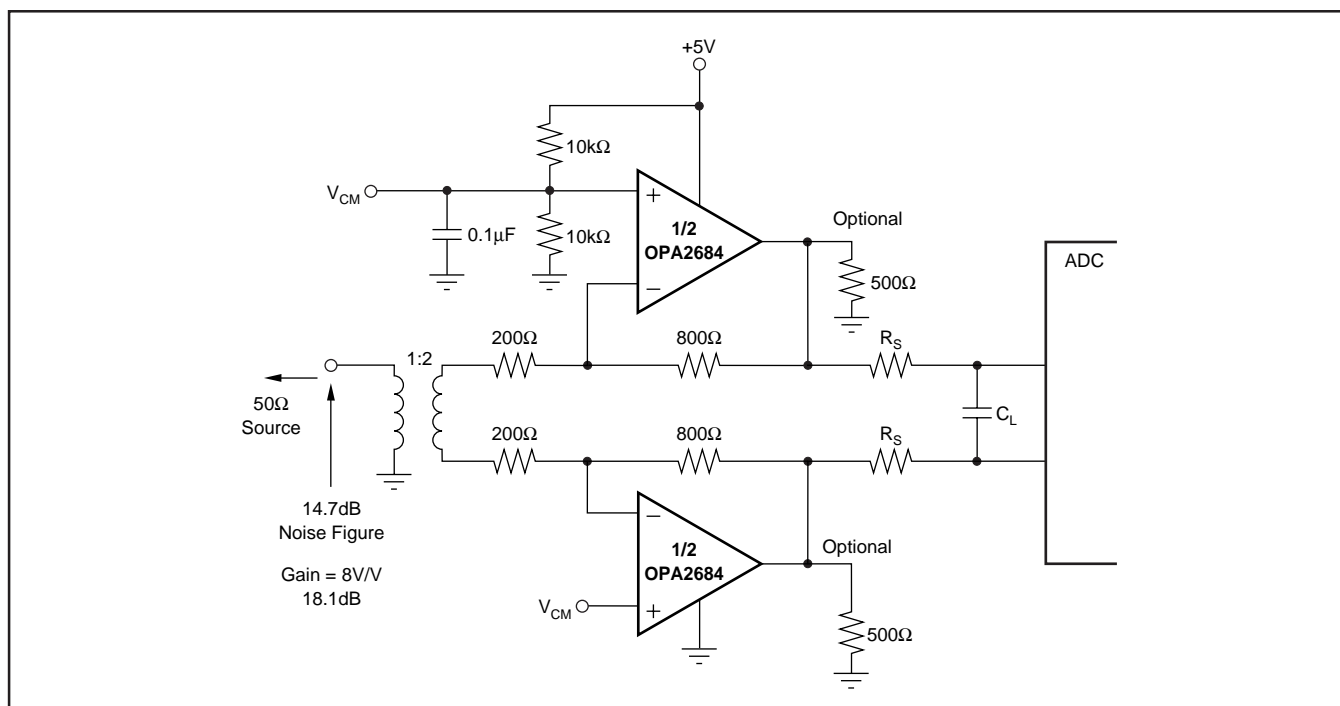 +5V
10kΩ
V_CM
0.1µF
10kΩ
+
1/2
OPA2684
−
Optional
500Ω
ADC
200Ω
800Ω
R_S
1:2
50Ω
Source
C_L
200Ω
800Ω
R_S
14.7dB
Noise Figure
Gain = 8V/V
18.1dB
−
1/2
OPA2684
+
V_CM
Optional
500Ω